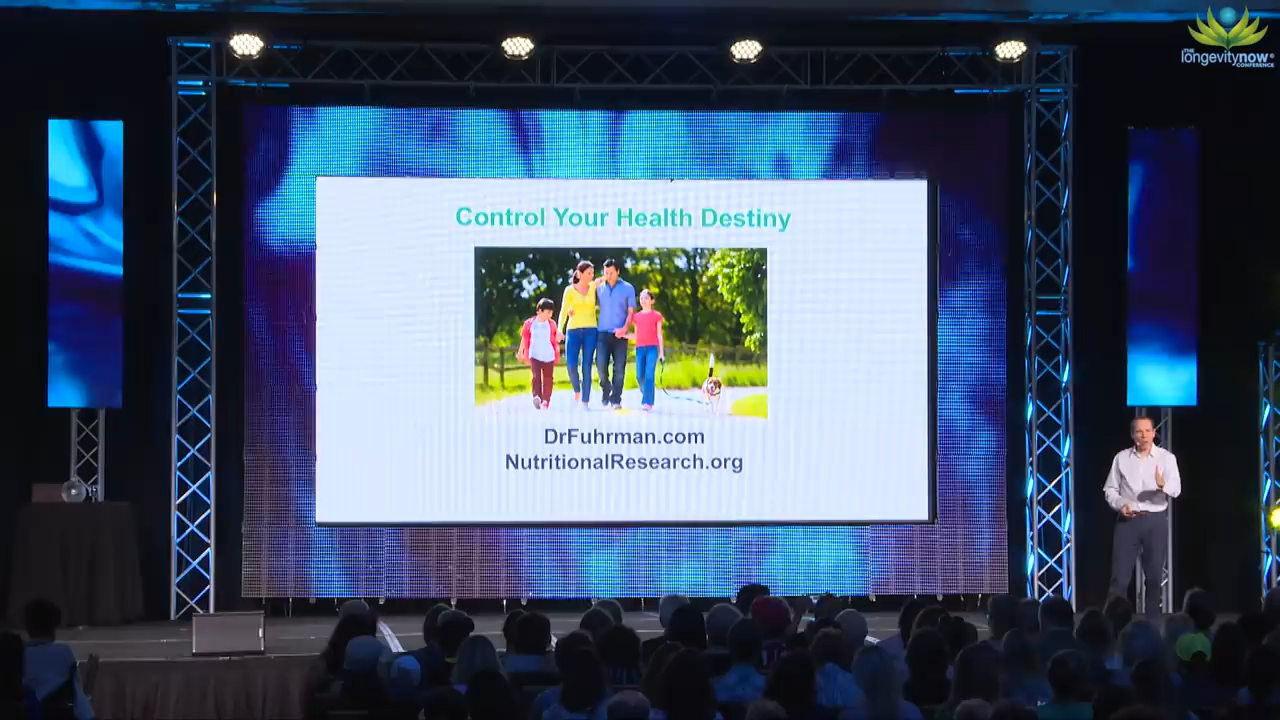 THE
longevitynow®
CONFERENCE
Control Your Health Destiny
DrFuhrman.com
NutritionalResearch.org